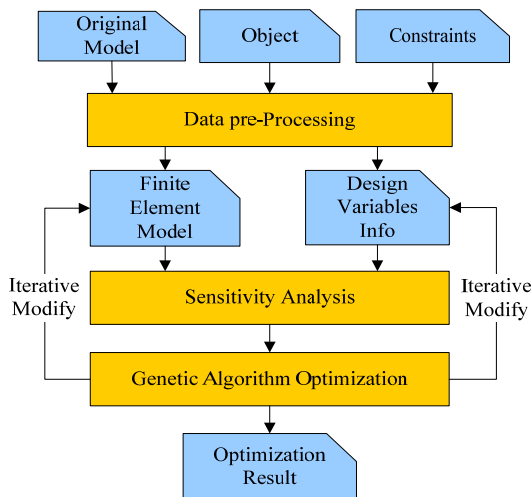 Original
Model
Object
Constraints
Data pre-Processing
Finite
Element
Model
Design
Variables
Info
Iterative
Modify
Sensitivity Analysis
Iterative
Modify
Genetic Algorithm Optimization
Optimization
Result